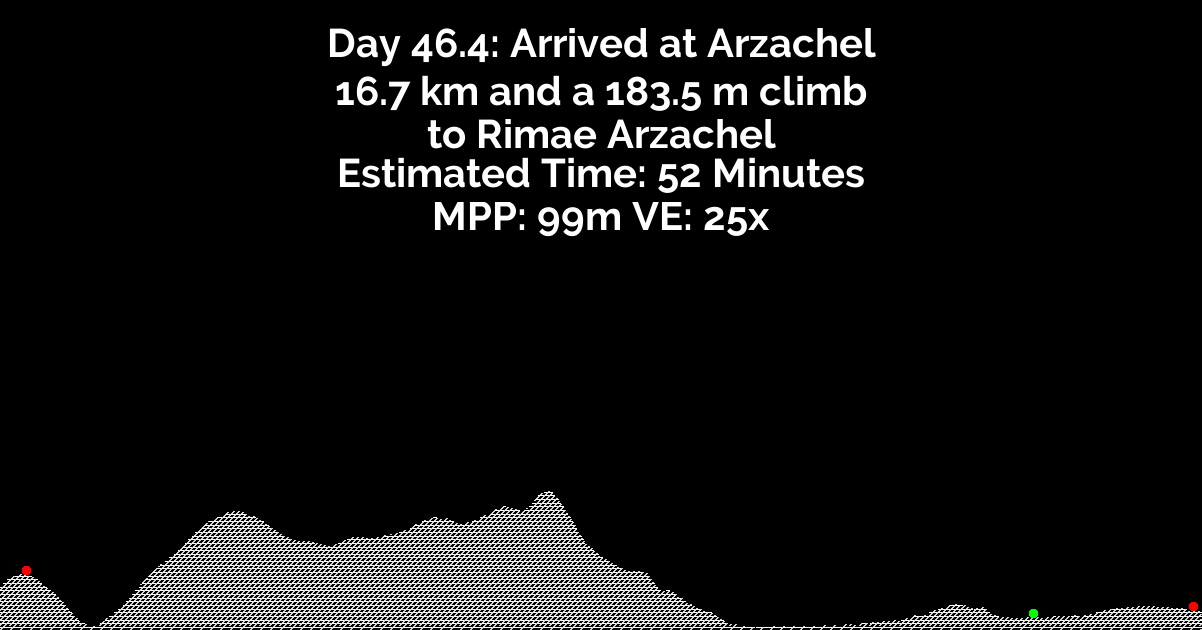 Day 46.4: Arrived at Arzachel
16.7 km and a 183.5 m climb
to Rimae Arzachel
Estimated Time: 52 Minutes
MPP: 99m VE: 25x